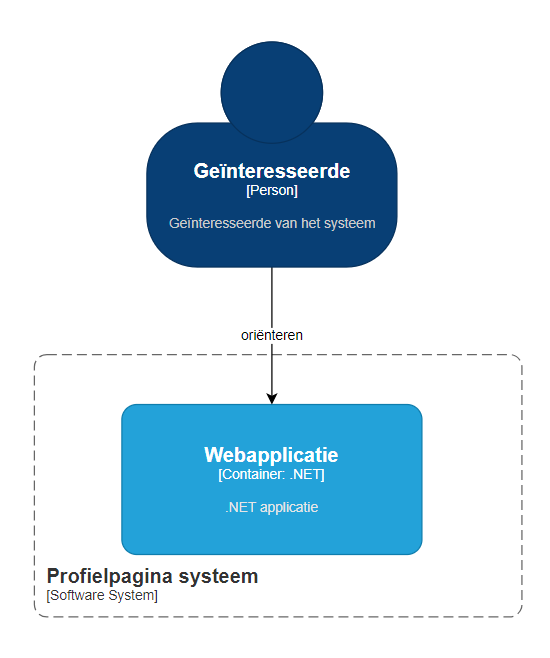 Geïnteresseerde
[Person]
Geïnteresseerde van het systeem
oriënteren
Webapplicatie
[Container: .NET]
.NET applicatie
Profielpagina systeem
[Software System]